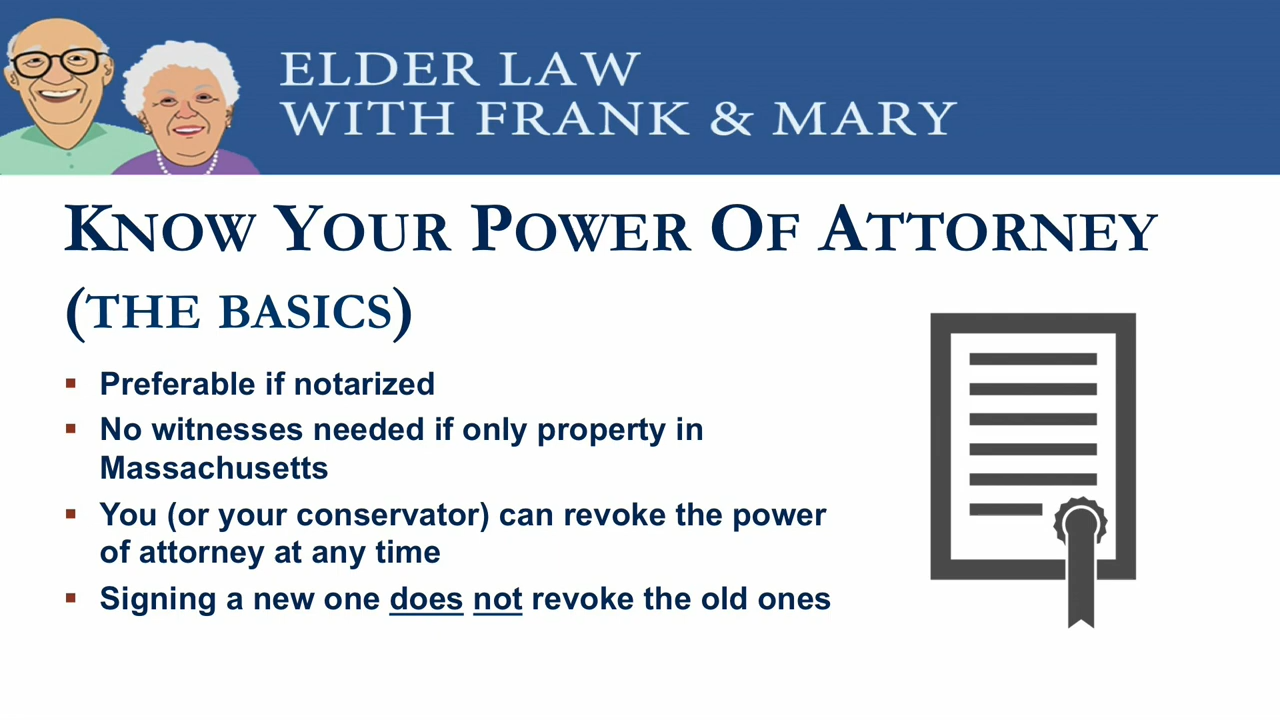 ELDER LAW
WITH FRANK & MARY
KNOW YOUR POWER OF ATTORNEY
(THE BASICS)
▪ Preferable if notarized
▪ No witnesses needed if only property in
Massachusetts
▪ You (or your conservator) can revoke the power
of attorney at any time
▪ Signing a new one does not revoke the old ones